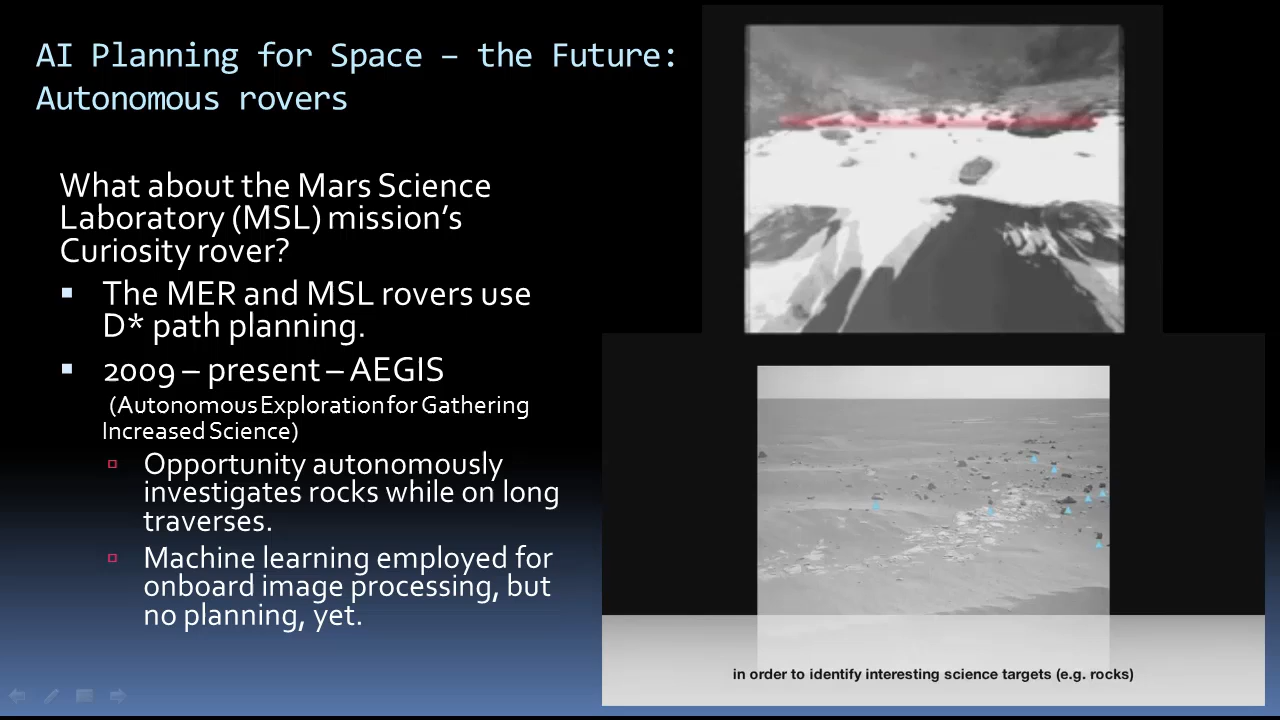 AI Planning for Space – the Future:
Autonomous rovers
What about the Mars Science
Laboratory (MSL) mission's
Curiosity rover?
The MER and MSL rovers use
D* path planning.
2009 – present – AEGIS
(Autonomous Exploration for Gathering
Increased Science)
Opportunity autonomously
investigates rocks while on long
traverses.
Machine learning employed for
onboard image processing, but
no planning, yet.
in order to identify interesting science targets (e.g. rocks)